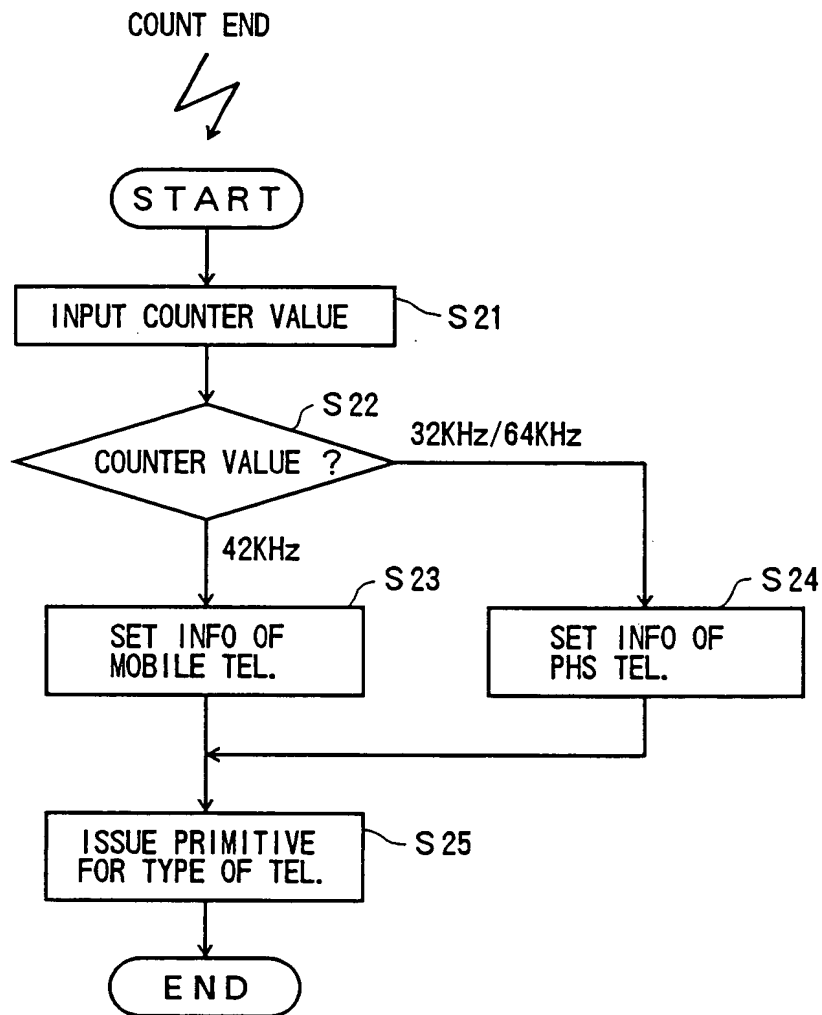 COUNT END
START
INPUT COUNTER VALUE
S21
S22
COUNTER VALUE ?
32KHz/64KHz
42KHz
S23
SET INFO OF
MOBILE TEL.
S24
SET INFO OF
PHS TEL.
S25
ISSUE PRIMITIVE
FOR TYPE OF TEL.
END